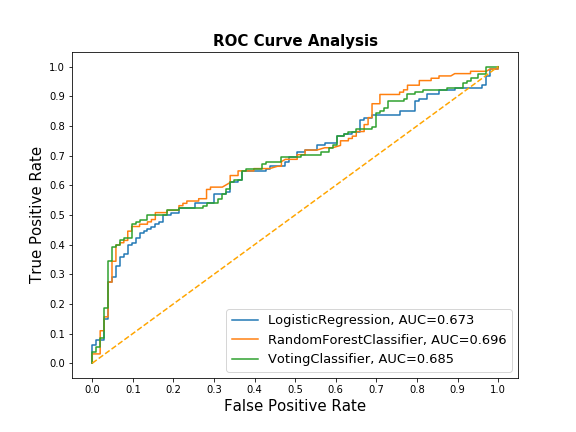 ROC Curve Analysis
1.0
0.9
0.8
0.7
0.6
0.5
0.4
0.3
0.2
0.1
0.0
True Positive Rate
LogisticRegression, AUC=0.673
RandomForestClassifier, AUC=0.696
VotingClassifier, AUC=0.685
0.0 0.1 0.2 0.3 0.4 0.5 0.6 0.7 0.8 0.9 1.0
False Positive Rate